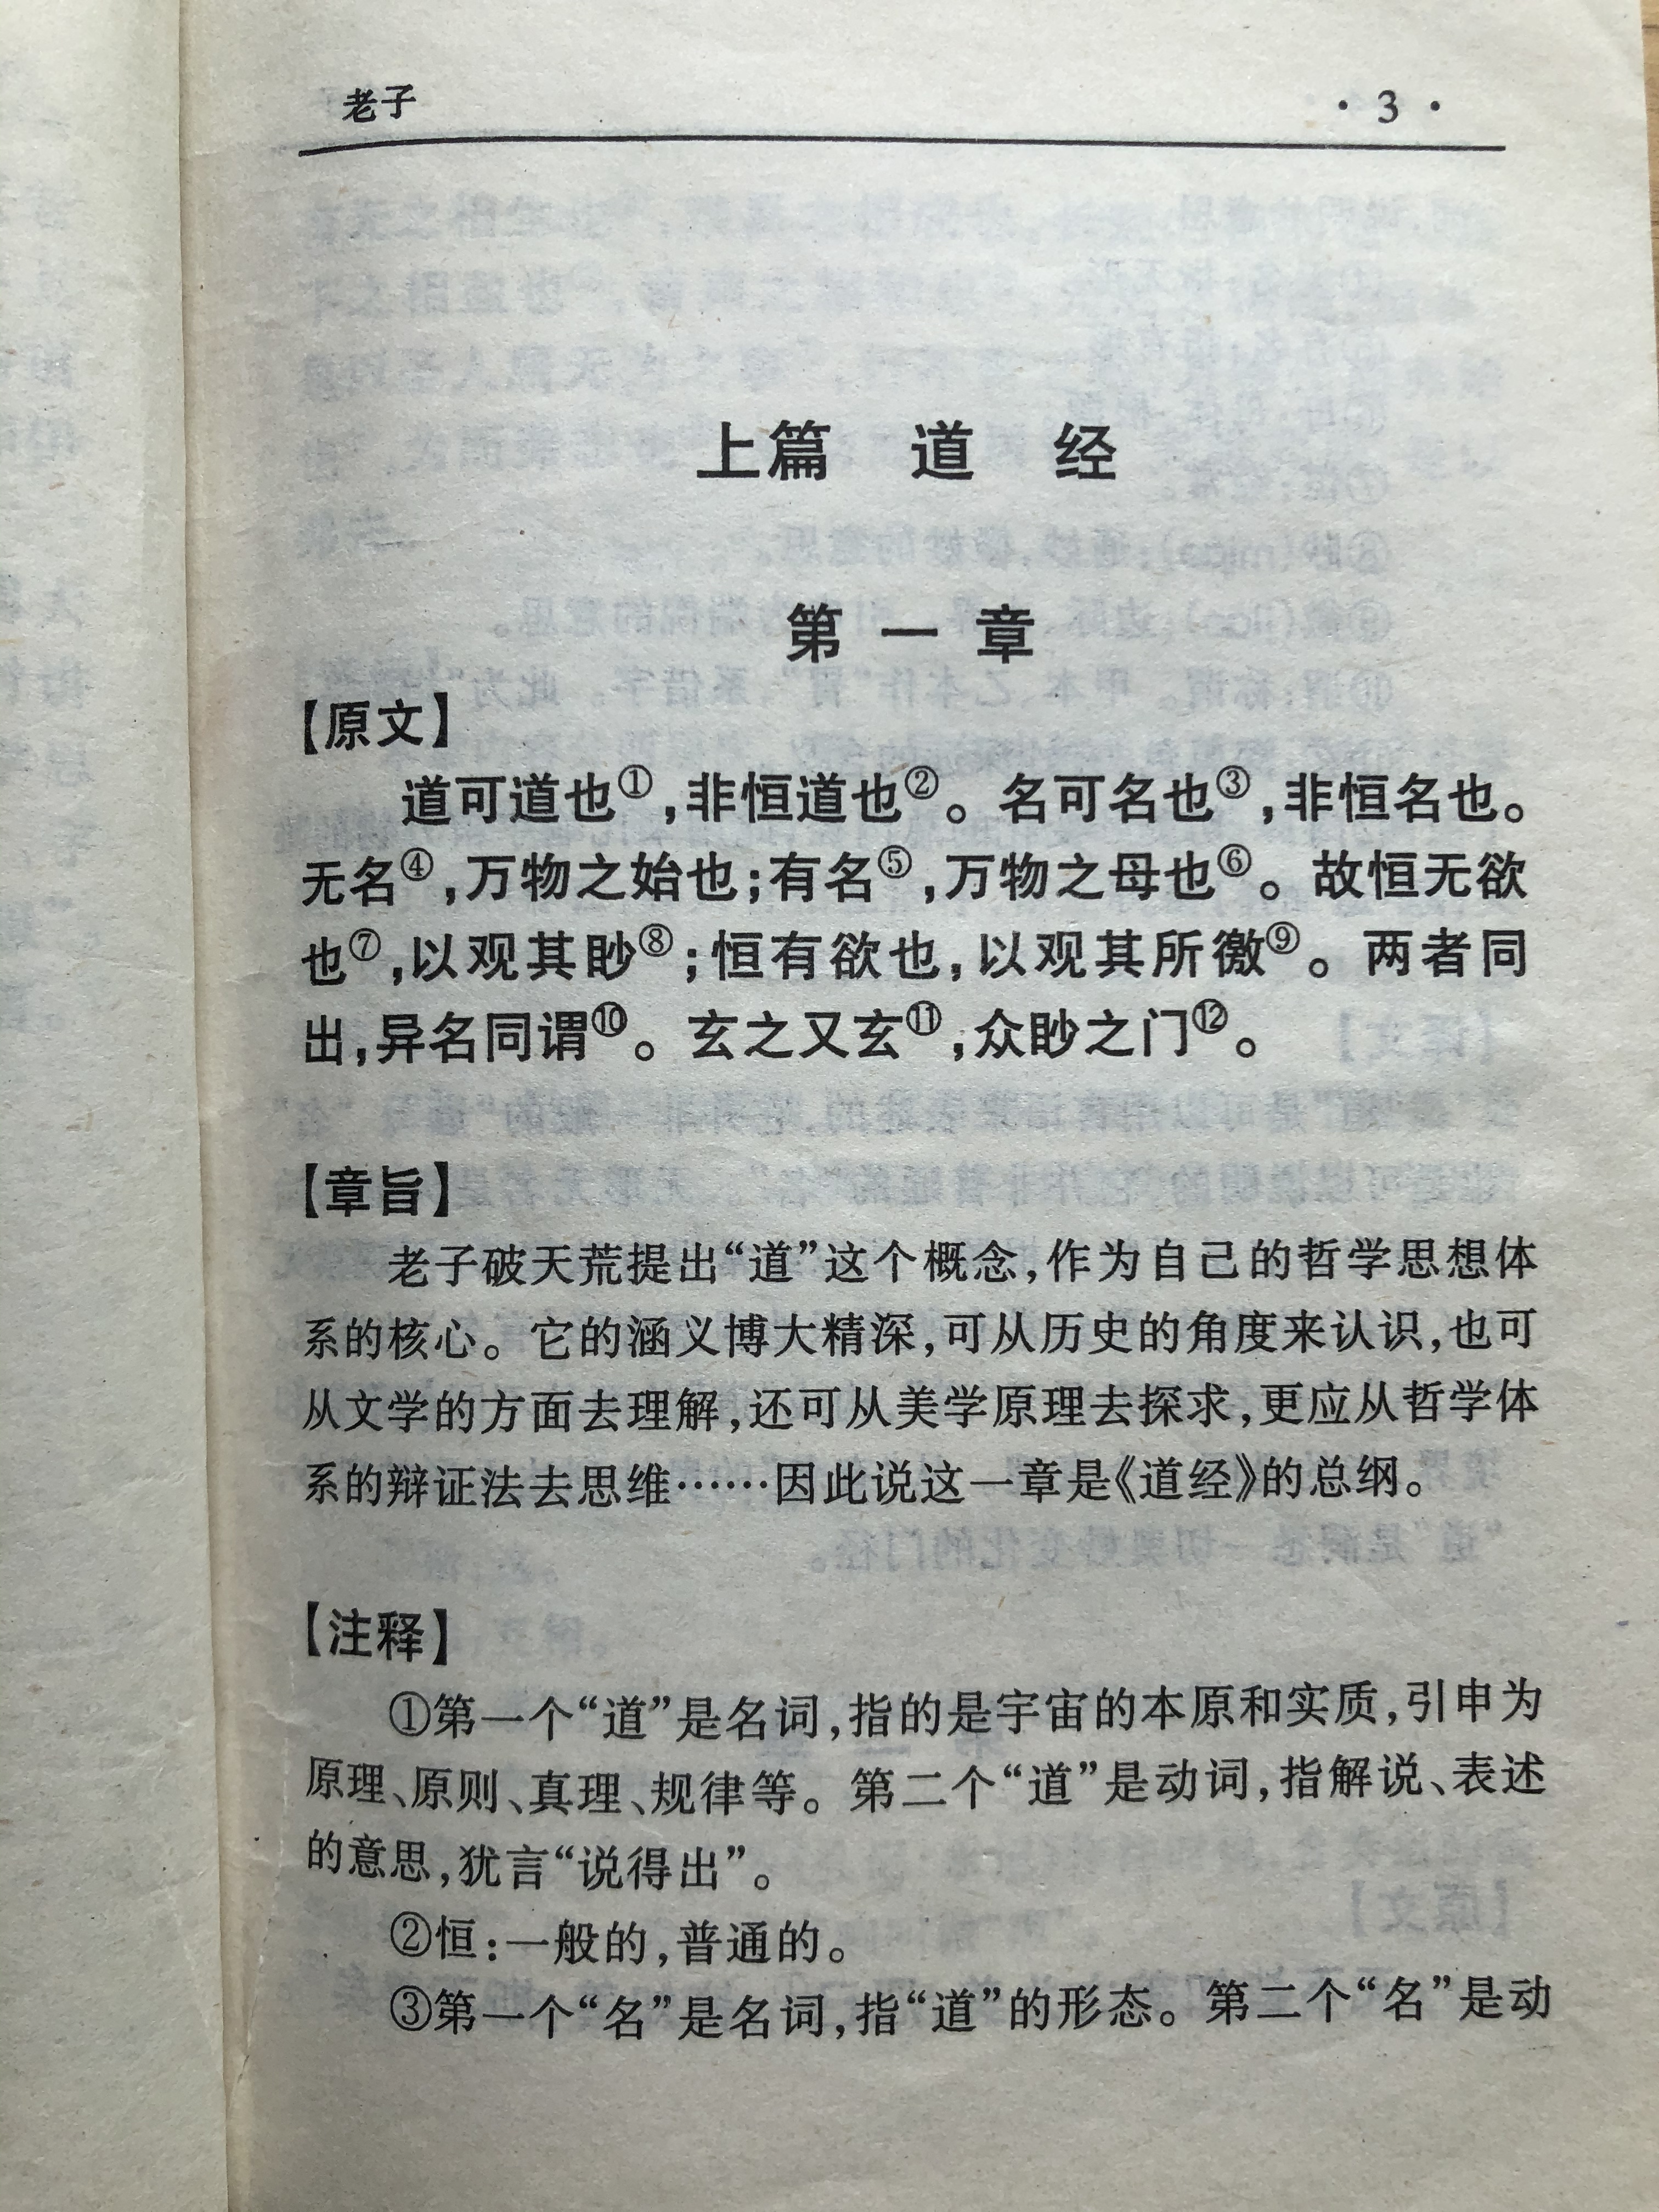 老子 ·3·
上篇 道 经
第一章
【原文】
道可道也①,非恒道也②。名可名也③,非恒名也。
无名④,万物之始也;有名⑤,万物之母也⑥。故恒无欲
也⑦,以观其眇⑧;恒有欲也,以观其所徼⑨。两者同
出,异名同谓⑩。玄之又玄⑪,众眇之门⑫。
【章旨】
老子破天荒提出“道”这个概念,作为自己的哲学思想体
系的核心。它的涵义博大精深,可从历史的角度来认识,也可
从文学的方面去理解,还可从美学原理去探求,更应从哲学体
系的辩证法去思维……因此说这一章是《道经》的总纲。
【注释】
①第一个“道”是名词,指的是宇宙的本原和实质,引申为
原理、原则、真理、规律等。第二个“道”是动词,指解说、表述
的意思,犹言“说得出”。
②恒:一般的,普通的。
③第一个“名”是名词,指“道”的形态。第二个“名”是动